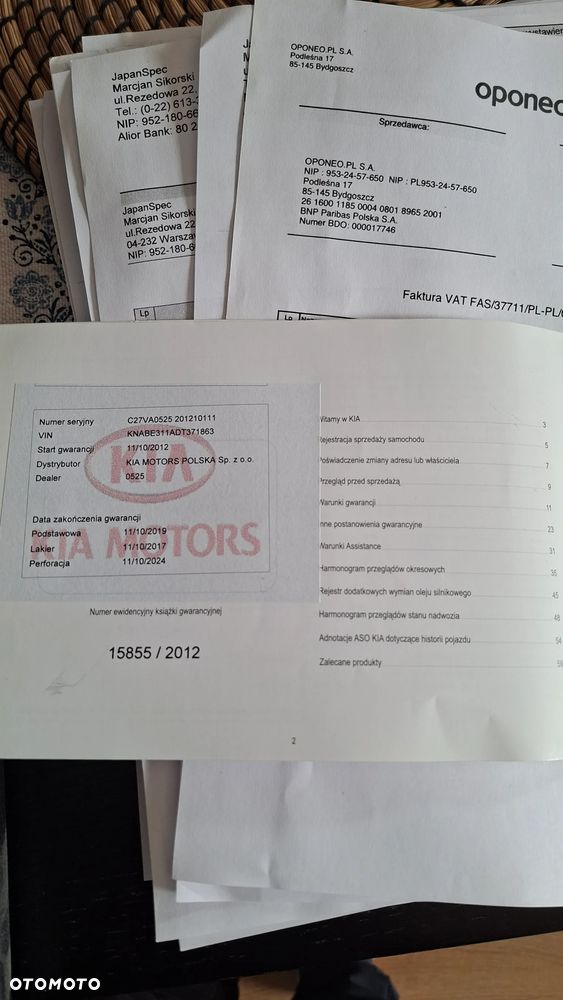 JapanSpec
Marcjan Sikorski
ul.Rezedowa 22,
Tel.: (0-22) 613-
NIP: 952-180-66
Alior Bank: 80 2
JapanSpec
Marcjan Sikorski
ul.Rezedowa 22
04-232 Warsza
NIP: 952-180-6
Lp
OPONEO.PL S.A.
Podleśna 17
85-145 Bydgoszcz
oponeo
Sprzedawca:
OPONEO.PL S.A.
NIP : 953-24-57-650 NIP : PL953-24-57-650
Podleśna 17
85-145 Bydgoszcz
26 1600 1185 0004 0801 8965 2001
BNP Paribas Polska S.A.
Numer BDO: 000017746
Faktura VAT FAS/37711/PL-PL/
Lp
Numer seryjny C27VA0525 201210111
VIN KNABE311ADT371863
Start gwarancji 11/10/2012
Dystrybutor KIA MOTORS POLSKA Sp. z o.o.
Dealer 0525
KIA
Data zakończenia gwarancji
Podstawowa 11/10/2019
Lakier 11/10/2017
Perforacja 11/10/2024
KIA MOTORS
Numer ewidencyjny książki gwarancyjnej
15855 / 2012
Witamy w KIA 3
Rejestracja sprzedaży samochodu 5
Poświadczenie zmiany adresu lub właściciela 7
Przegląd przed sprzedażą 9
Warunki gwarancji 11
Inne postanowienia gwarancyjne 23
Warunki Assistance 31
Harmonogram przeglądów okresowych 35
Rejestr dodatkowych wymian oleju silnikowego 45
Harmonogram przeglądów stanu nadwozia 48
Adnotacje ASO KIA dotyczące historii pojazdu 54
Zalecane produkty
2
OTOMOTO